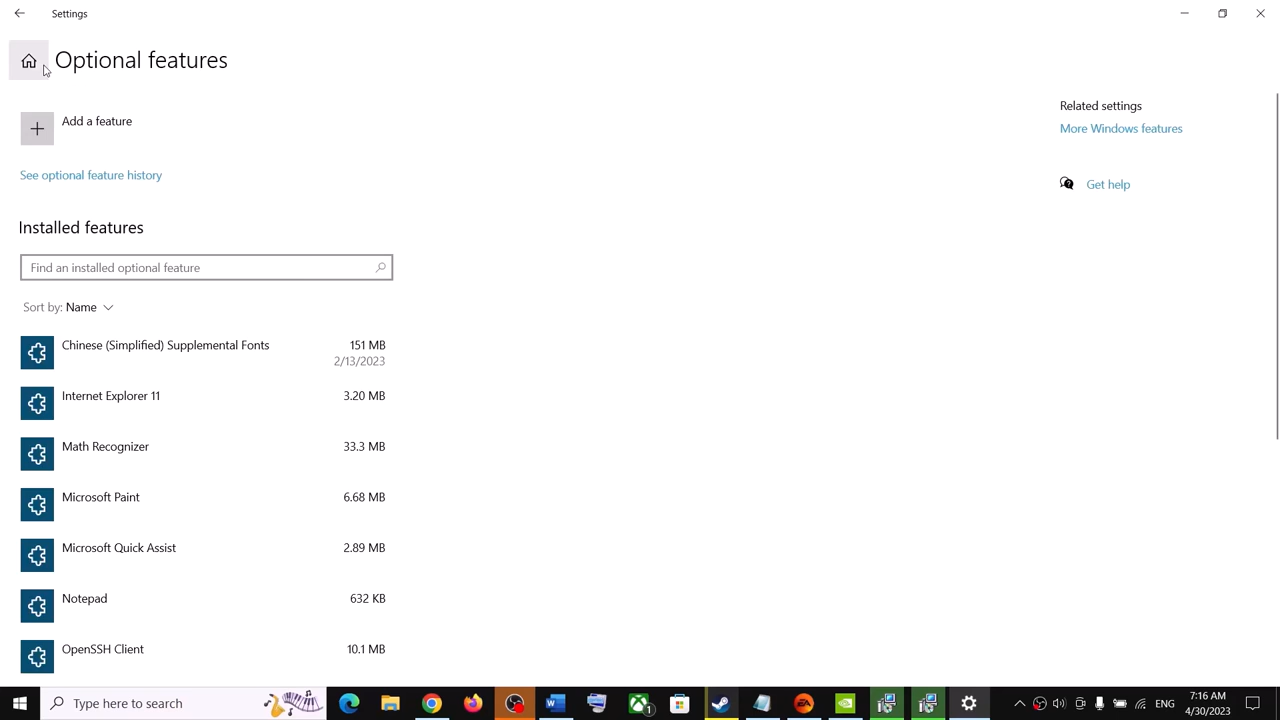 Settings
Optional features
Add a feature
See optional feature history
Installed features
Find an installed optional feature
Sort by: Name
Chinese (Simplified) Supplemental Fonts 151 MB
2/13/2023
Internet Explorer 11 3.20 MB
Math Recognizer 33.3 MB
Microsoft Paint 6.68 MB
Microsoft Quick Assist 2.89 MB
Notepad 632 KB
OpenSSH Client 10.1 MB
Related settings
More Windows features
Get help
Type here to search
1
ENG
7:16 AM
4/30/2023